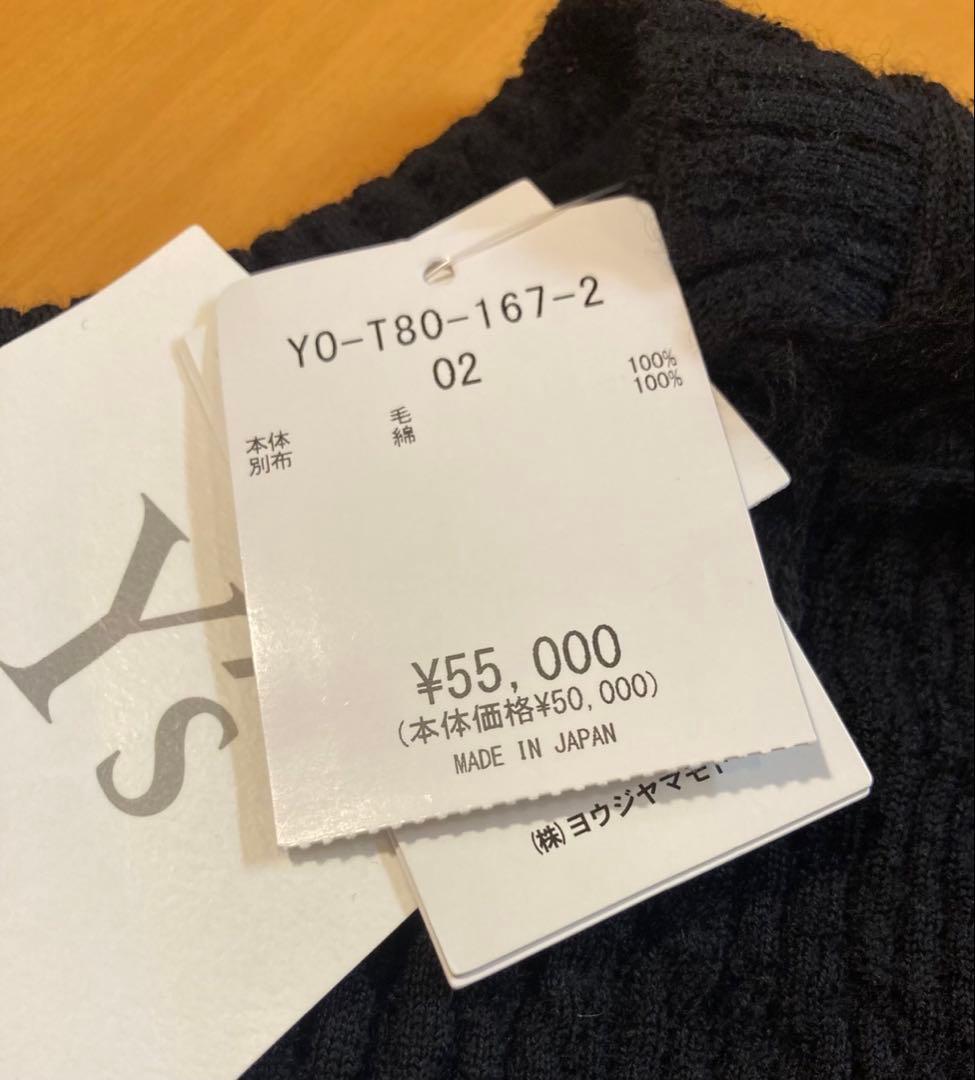 YO-T80-167-2
02
本体 毛 100%
別布 綿 100%
¥55,000
(本体価格¥50,000)
MADE IN JAPAN
(株)ヨウジヤマモト
Y's